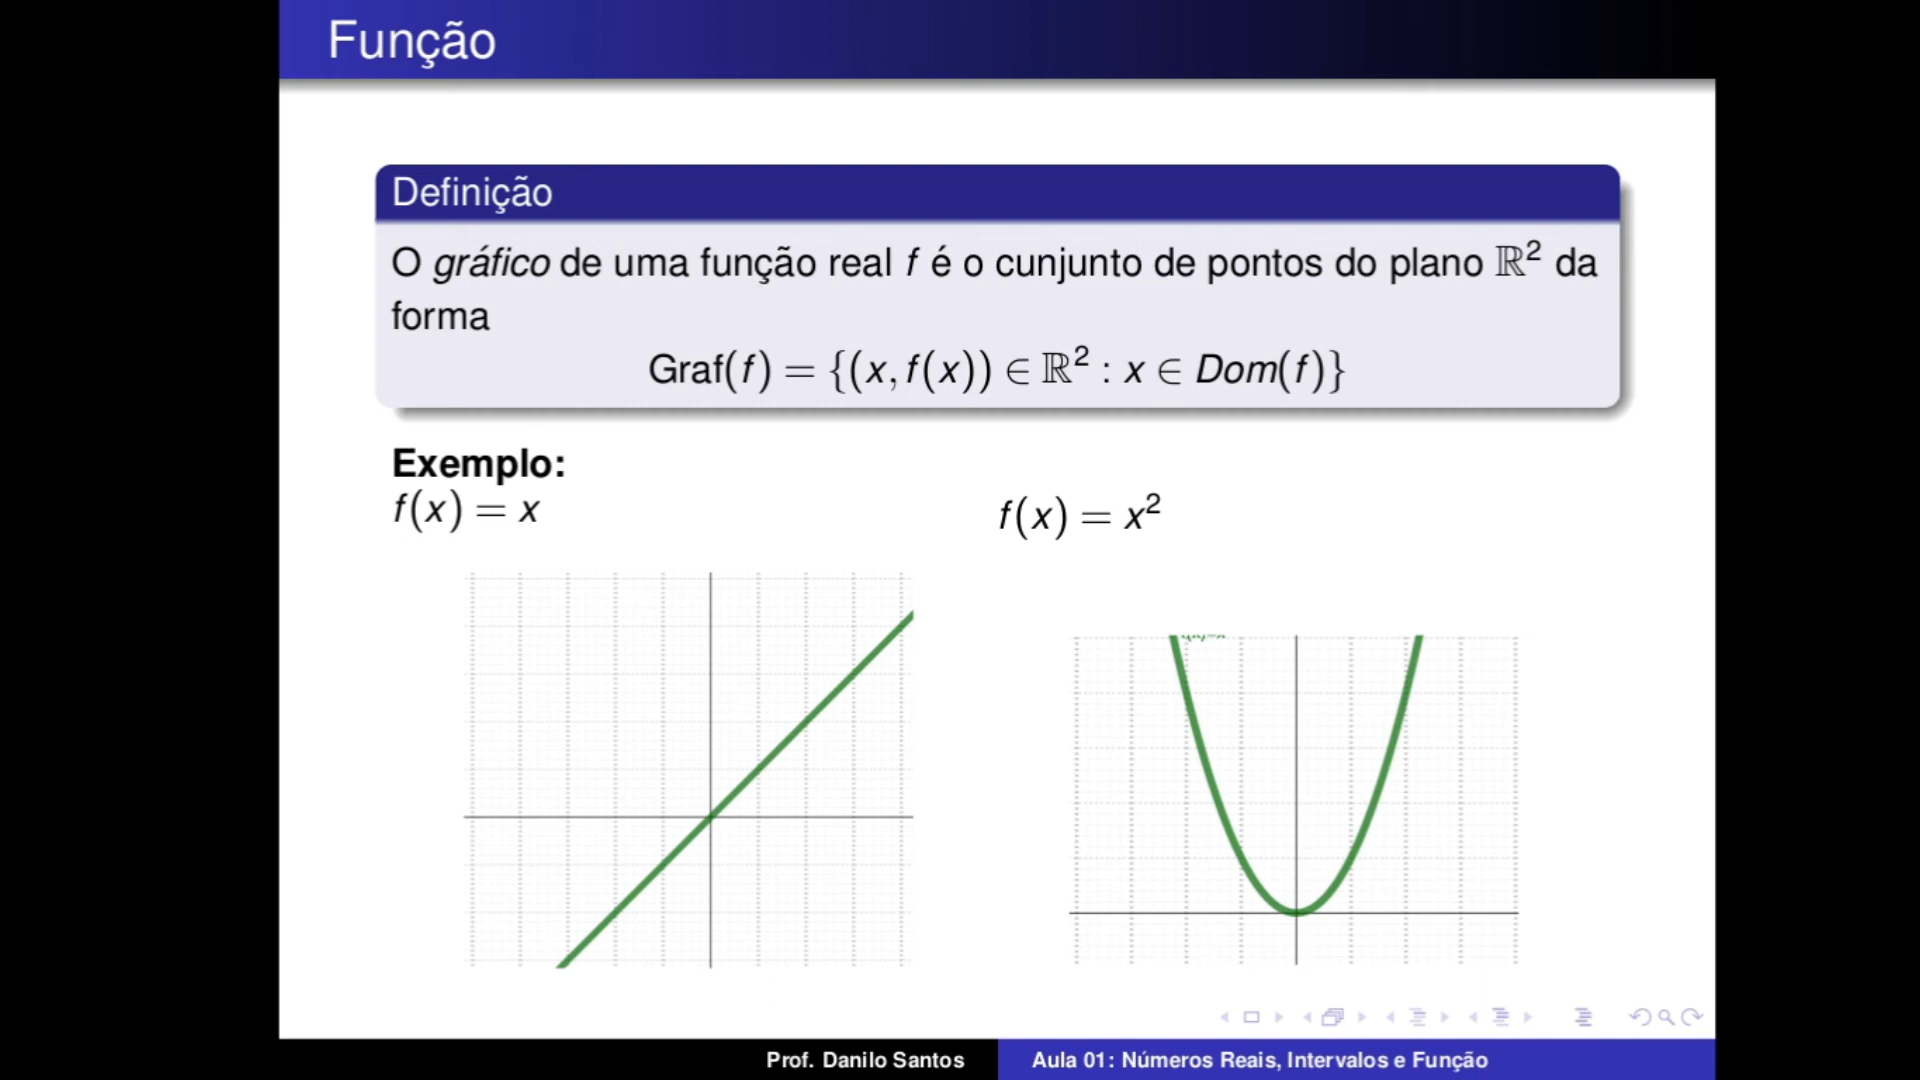 Função
Definição
O gráfico de uma função real f é o cunjunto de pontos do plano ℝ² da
forma
Graf(f) = {(x, f(x)) ∈ ℝ² : x ∈ Dom(f)}
Exemplo:
f(x) = x
f(x) = x²
Prof. Danilo Santos
Aula 01: Números Reais, Intervalos e Função